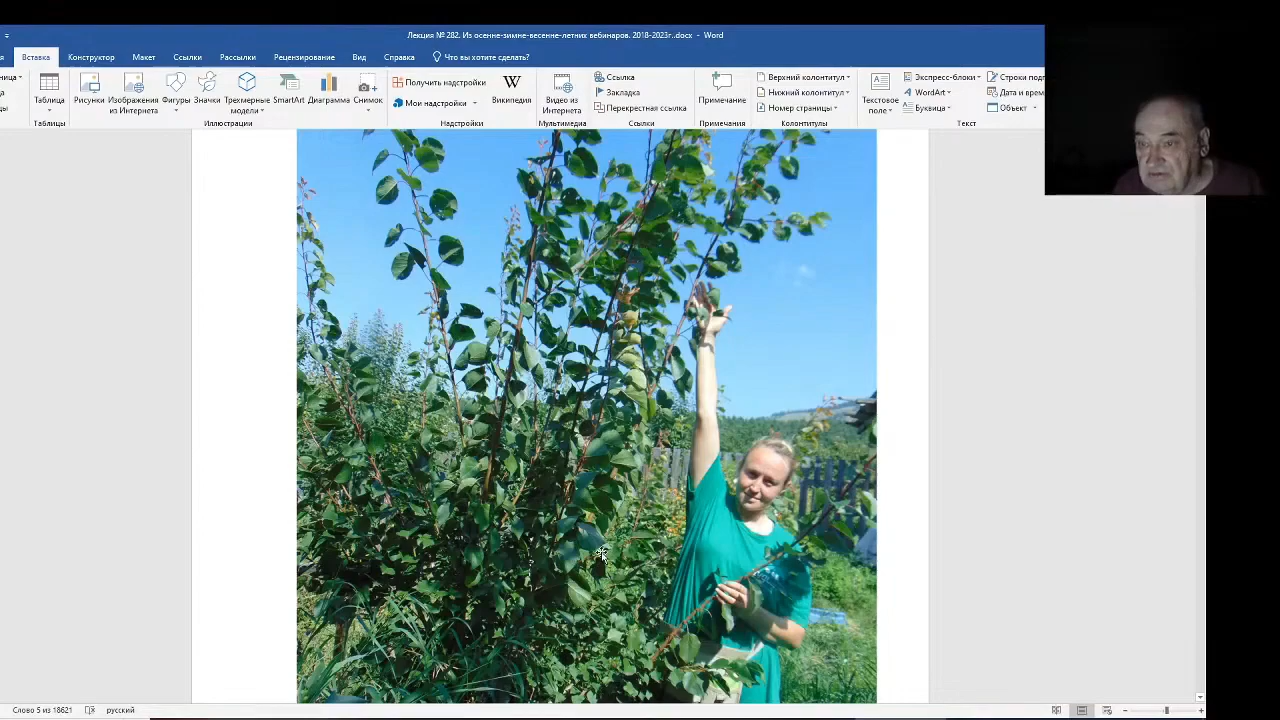 Лекция № 282. Из осенне-зимне-весенне-летних вебинаров. 2018-2023г..docx - Word
Вставка Конструктор Макет Ссылки Рассылки Рецензирование Вид Справка Что вы хотите сделать?
Таблица
Таблицы
Рисунки Изображения из Интернета Фигуры Значки Трехмерные модели SmartArt Диаграмма Снимок
Иллюстрации
Получить надстройки
Мои надстройки
Википедия
Надстройки
Видео из Интернета
Мультимедиа
Ссылка
Закладка
Перекрестная ссылка
Ссылки
Примечание
Примечания
Верхний колонтитул
Нижний колонтитул
Номер страницы
Колонтитулы
Текстовое поле
Экспресс-блоки
WordArt
Буквица
Строки под
Дата и врем
Объект
Текст
Слово 5 из 18621 русский